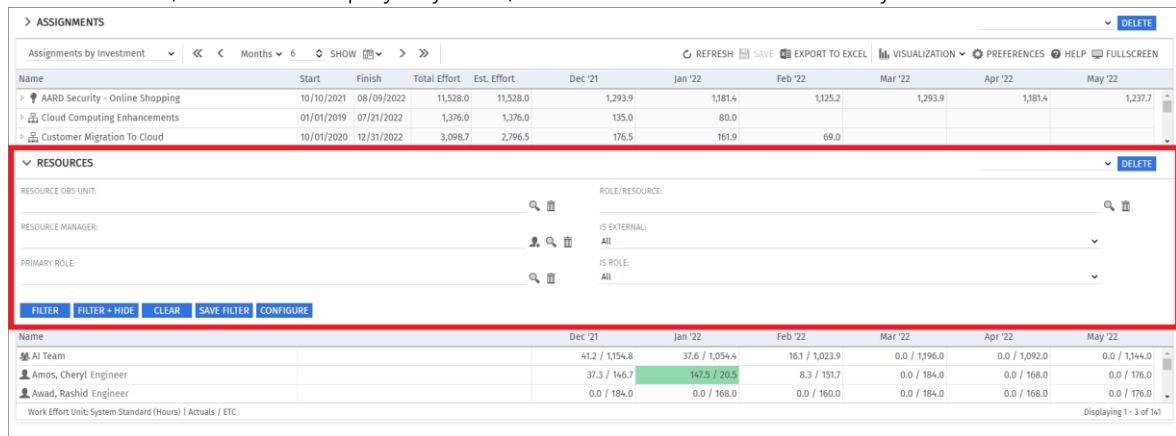 ASSIGNMENTS DELETE
Assignments by Investment Months 6 SHOW REFRESH SAVE EXPORT TO EXCEL VISUALIZATION PREFERENCES HELP FULLSCREEN
Name Start Finish Total Effort Est. Effort Dec '21 Jan '22 Feb '22 Mar '22 Apr '22 May '22
AARD Security - Online Shopping 10/10/2021 08/09/2022 11,528.0 11,528.0 1,293.9 1,181.4 1,125.2 1,293.9 1,181.4 1,237.7
Cloud Computing Enhancements 01/01/2019 07/21/2022 1,376.0 1,376.0 135.0 80.0
Customer Migration To Cloud 10/01/2020 12/31/2022 3,098.7 2,796.5 176.5 161.9 69.0
RESOURCES DELETE
RESOURCE OBS UNIT: ROLE/RESOURCE:
RESOURCE MANAGER: IS EXTERNAL:
All
PRIMARY ROLE: IS ROLE:
All
FILTER FILTER + HIDE CLEAR SAVE FILTER CONFIGURE
Name Dec '21 Jan '22 Feb '22 Mar '22 Apr '22 May '22
AI Team 41.2 / 1,154.8 37.6 / 1,054.4 16.1 / 1,023.9 0.0 / 1,196.0 0.0 / 1,092.0 0.0 / 1,144.0
Amos, Cheryl Engineer 37.3 / 146.7 147.5 / 20.5 8.3 / 151.7 0.0 / 184.0 0.0 / 168.0 0.0 / 176.0
Awad, Rashid Engineer 0.0 / 184.0 0.0 / 168.0 0.0 / 160.0 0.0 / 184.0 0.0 / 168.0 0.0 / 176.0
Work Effort Unit: System Standard (Hours) | Actuals / ETC Displaying 1 - 3 of 141